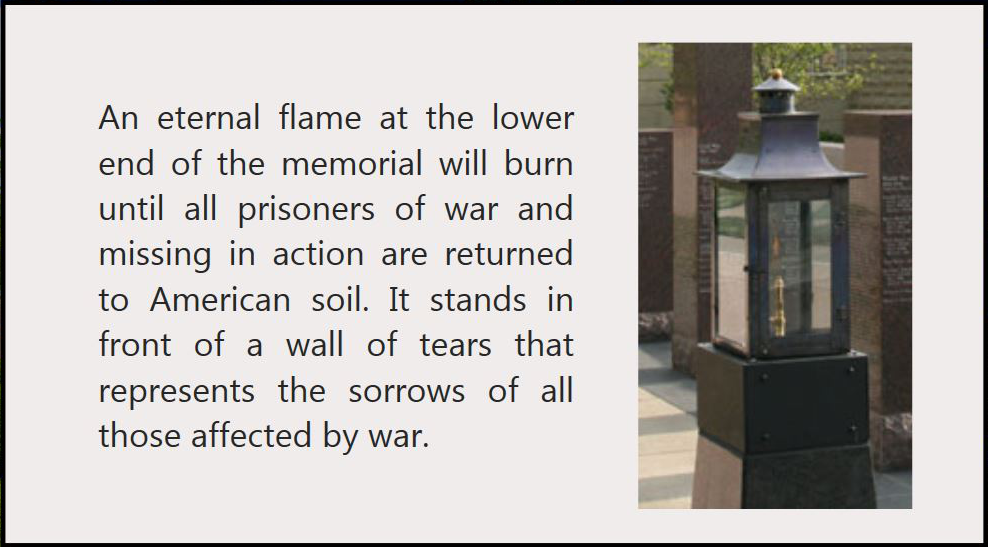 An eternal flame at the lower
end of the memorial will burn
until all prisoners of war and
missing in action are returned
to American soil. It stands in
front of a wall of tears that
represents the sorrows of all
those affected by war.